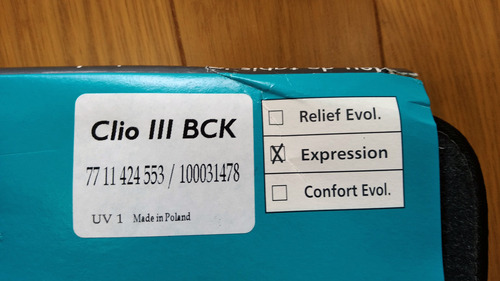 Clio III BCK
77 11 424 553 / 100031478
UV 1 Made in Poland
Relief Evol.
X Expression
Confort Evol.